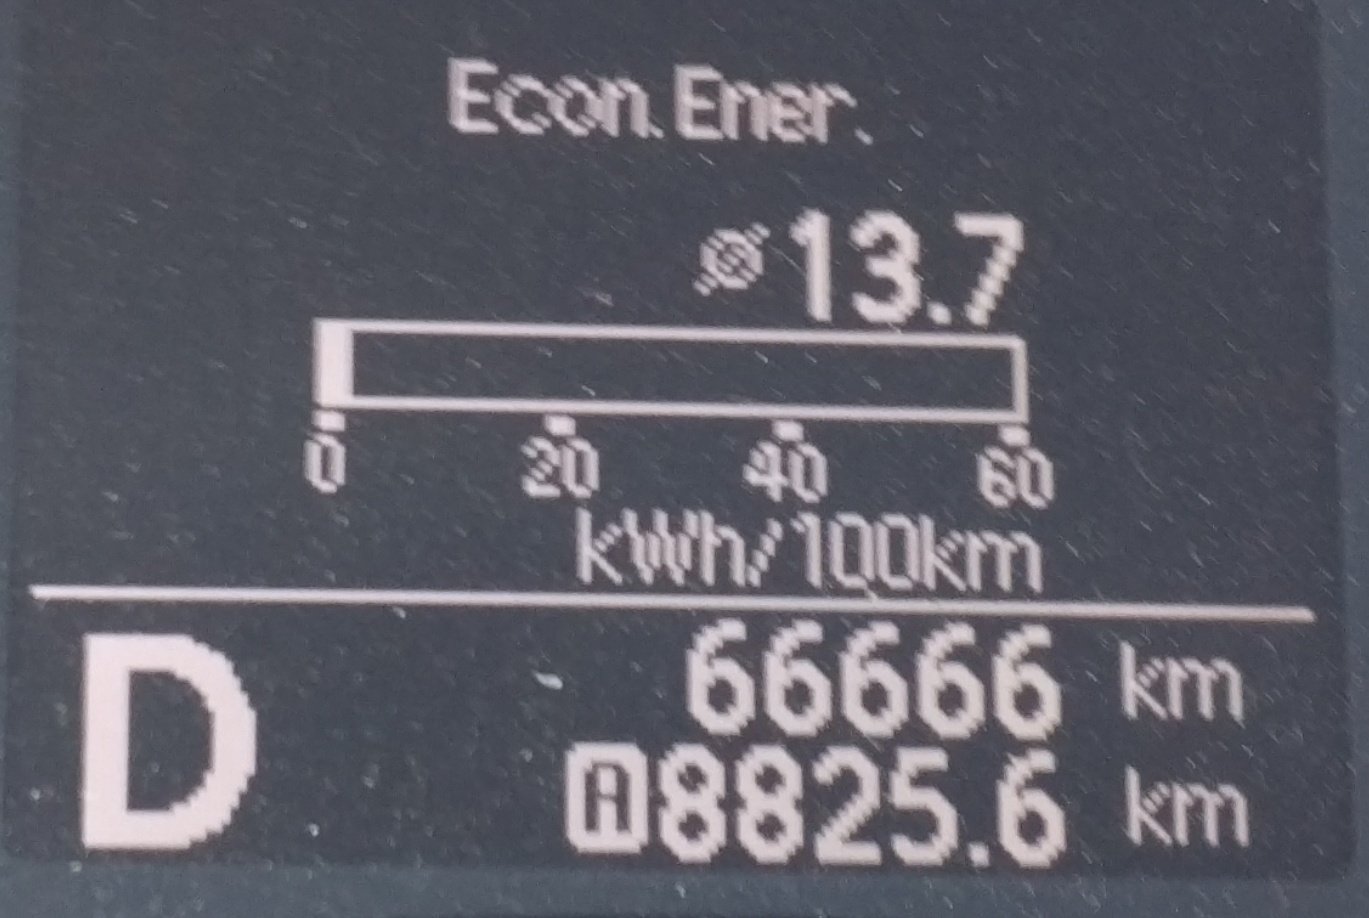 Econ. Ener.
ø 13.7
0 20 40 60
kWh/100km
D 66666 km
A 8825.6 km